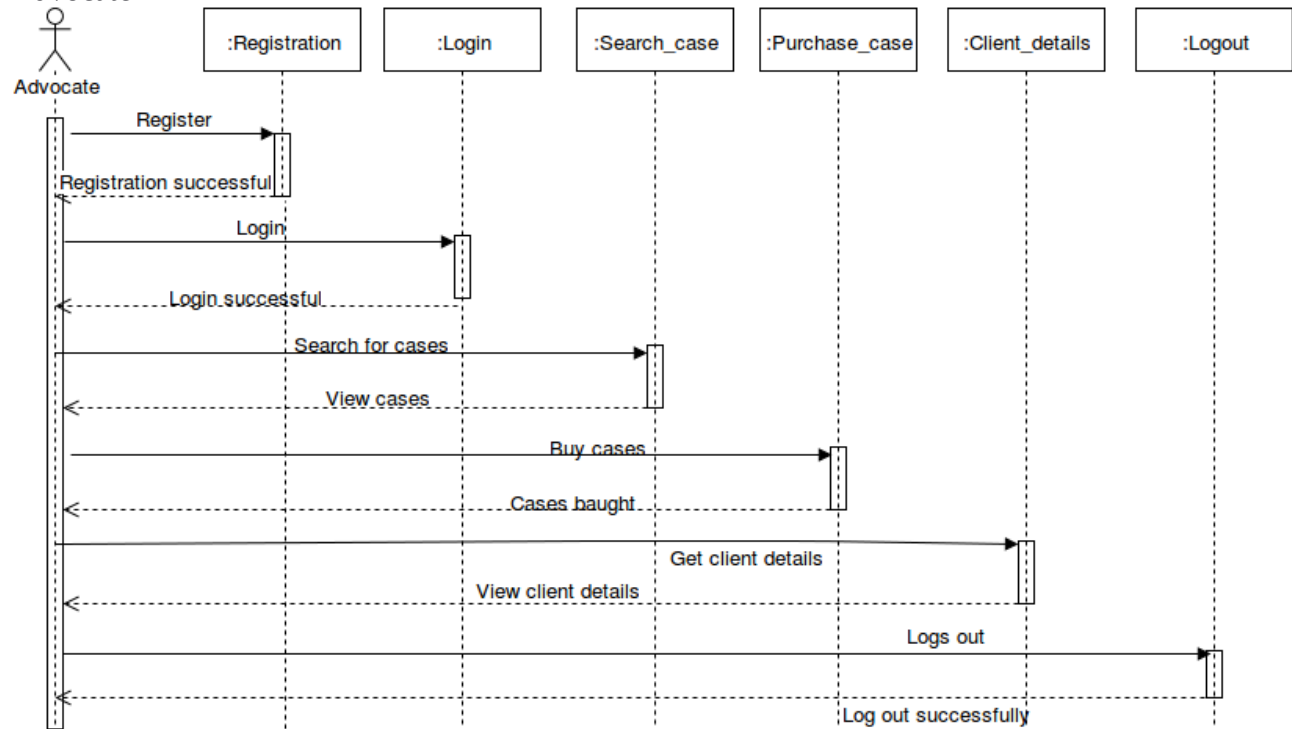 :Registration
:Login
:Search_case
:Purchase_case
:Client_details
:Logout
Advocate
Register
Registration successful
Login
Login successful
Search for cases
View cases
Buy cases
Cases baught
Get client details
View client details
Logs out
Log out successfully